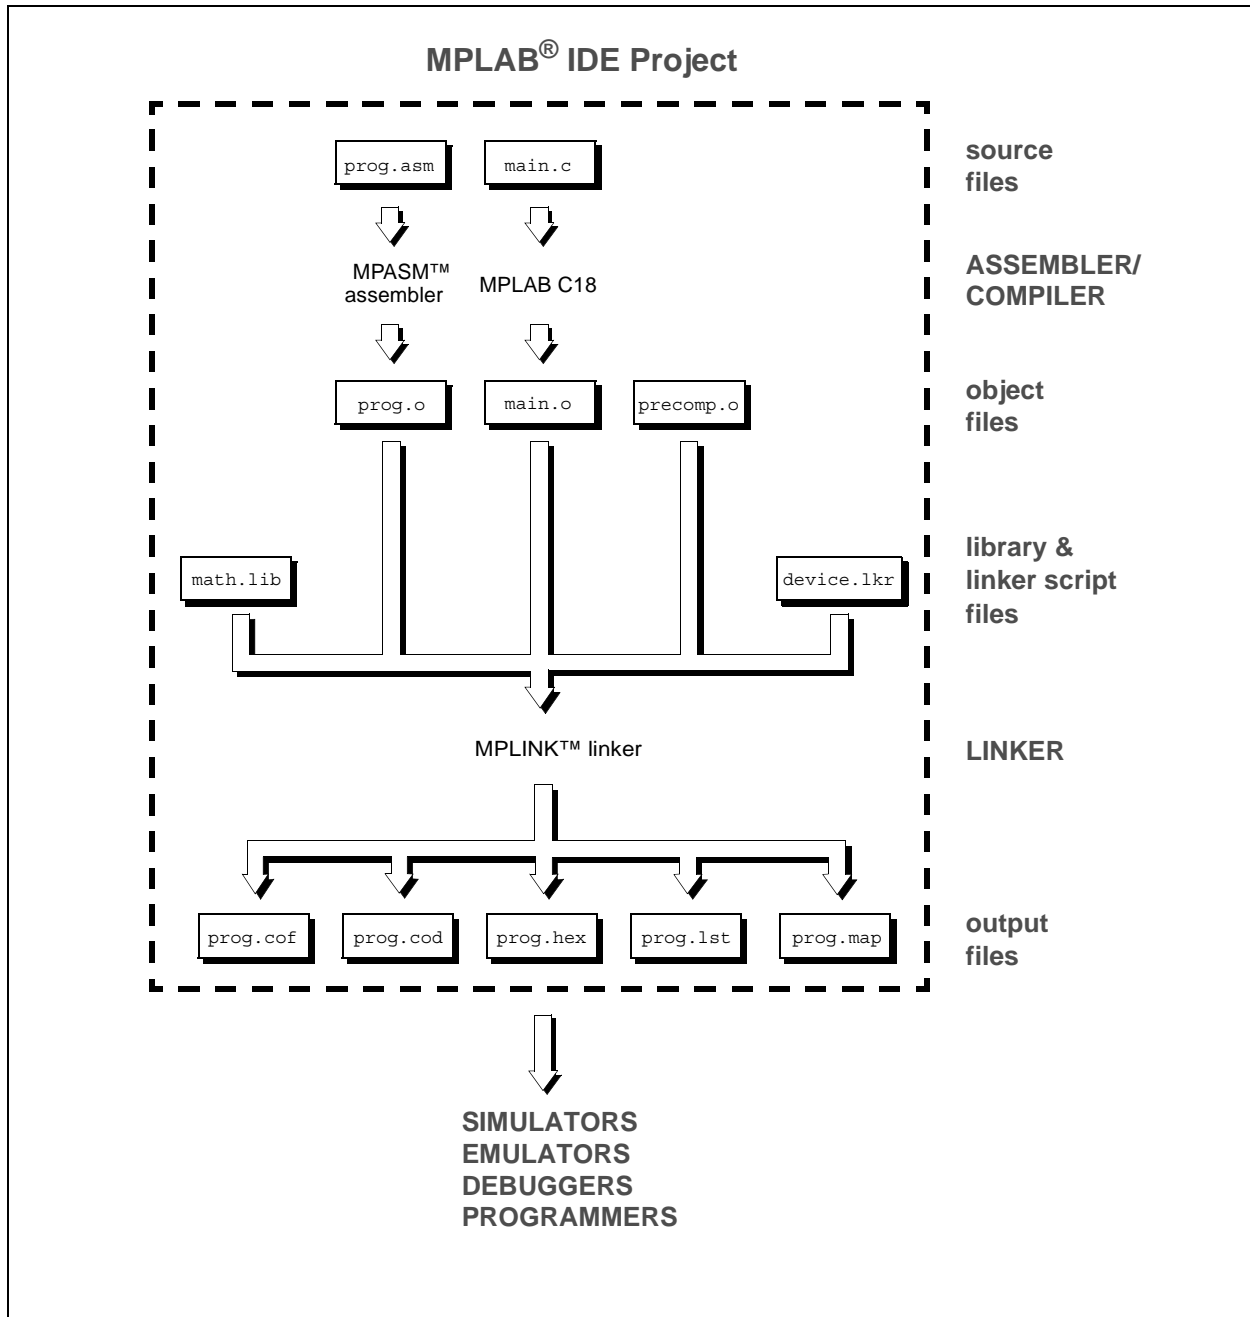 MPLAB® IDE Project
prog.asm
main.c
source
files
MPASM™
assembler
MPLAB C18
ASSEMBLER/
COMPILER
prog.o
main.o
precomp.o
object
files
math.lib
device.lkr
library &
linker script
files
MPLINK™ linker
LINKER
prog.cof
prog.cod
prog.hex
prog.lst
prog.map
output
files
SIMULATORS
EMULATORS
DEBUGGERS
PROGRAMMERS